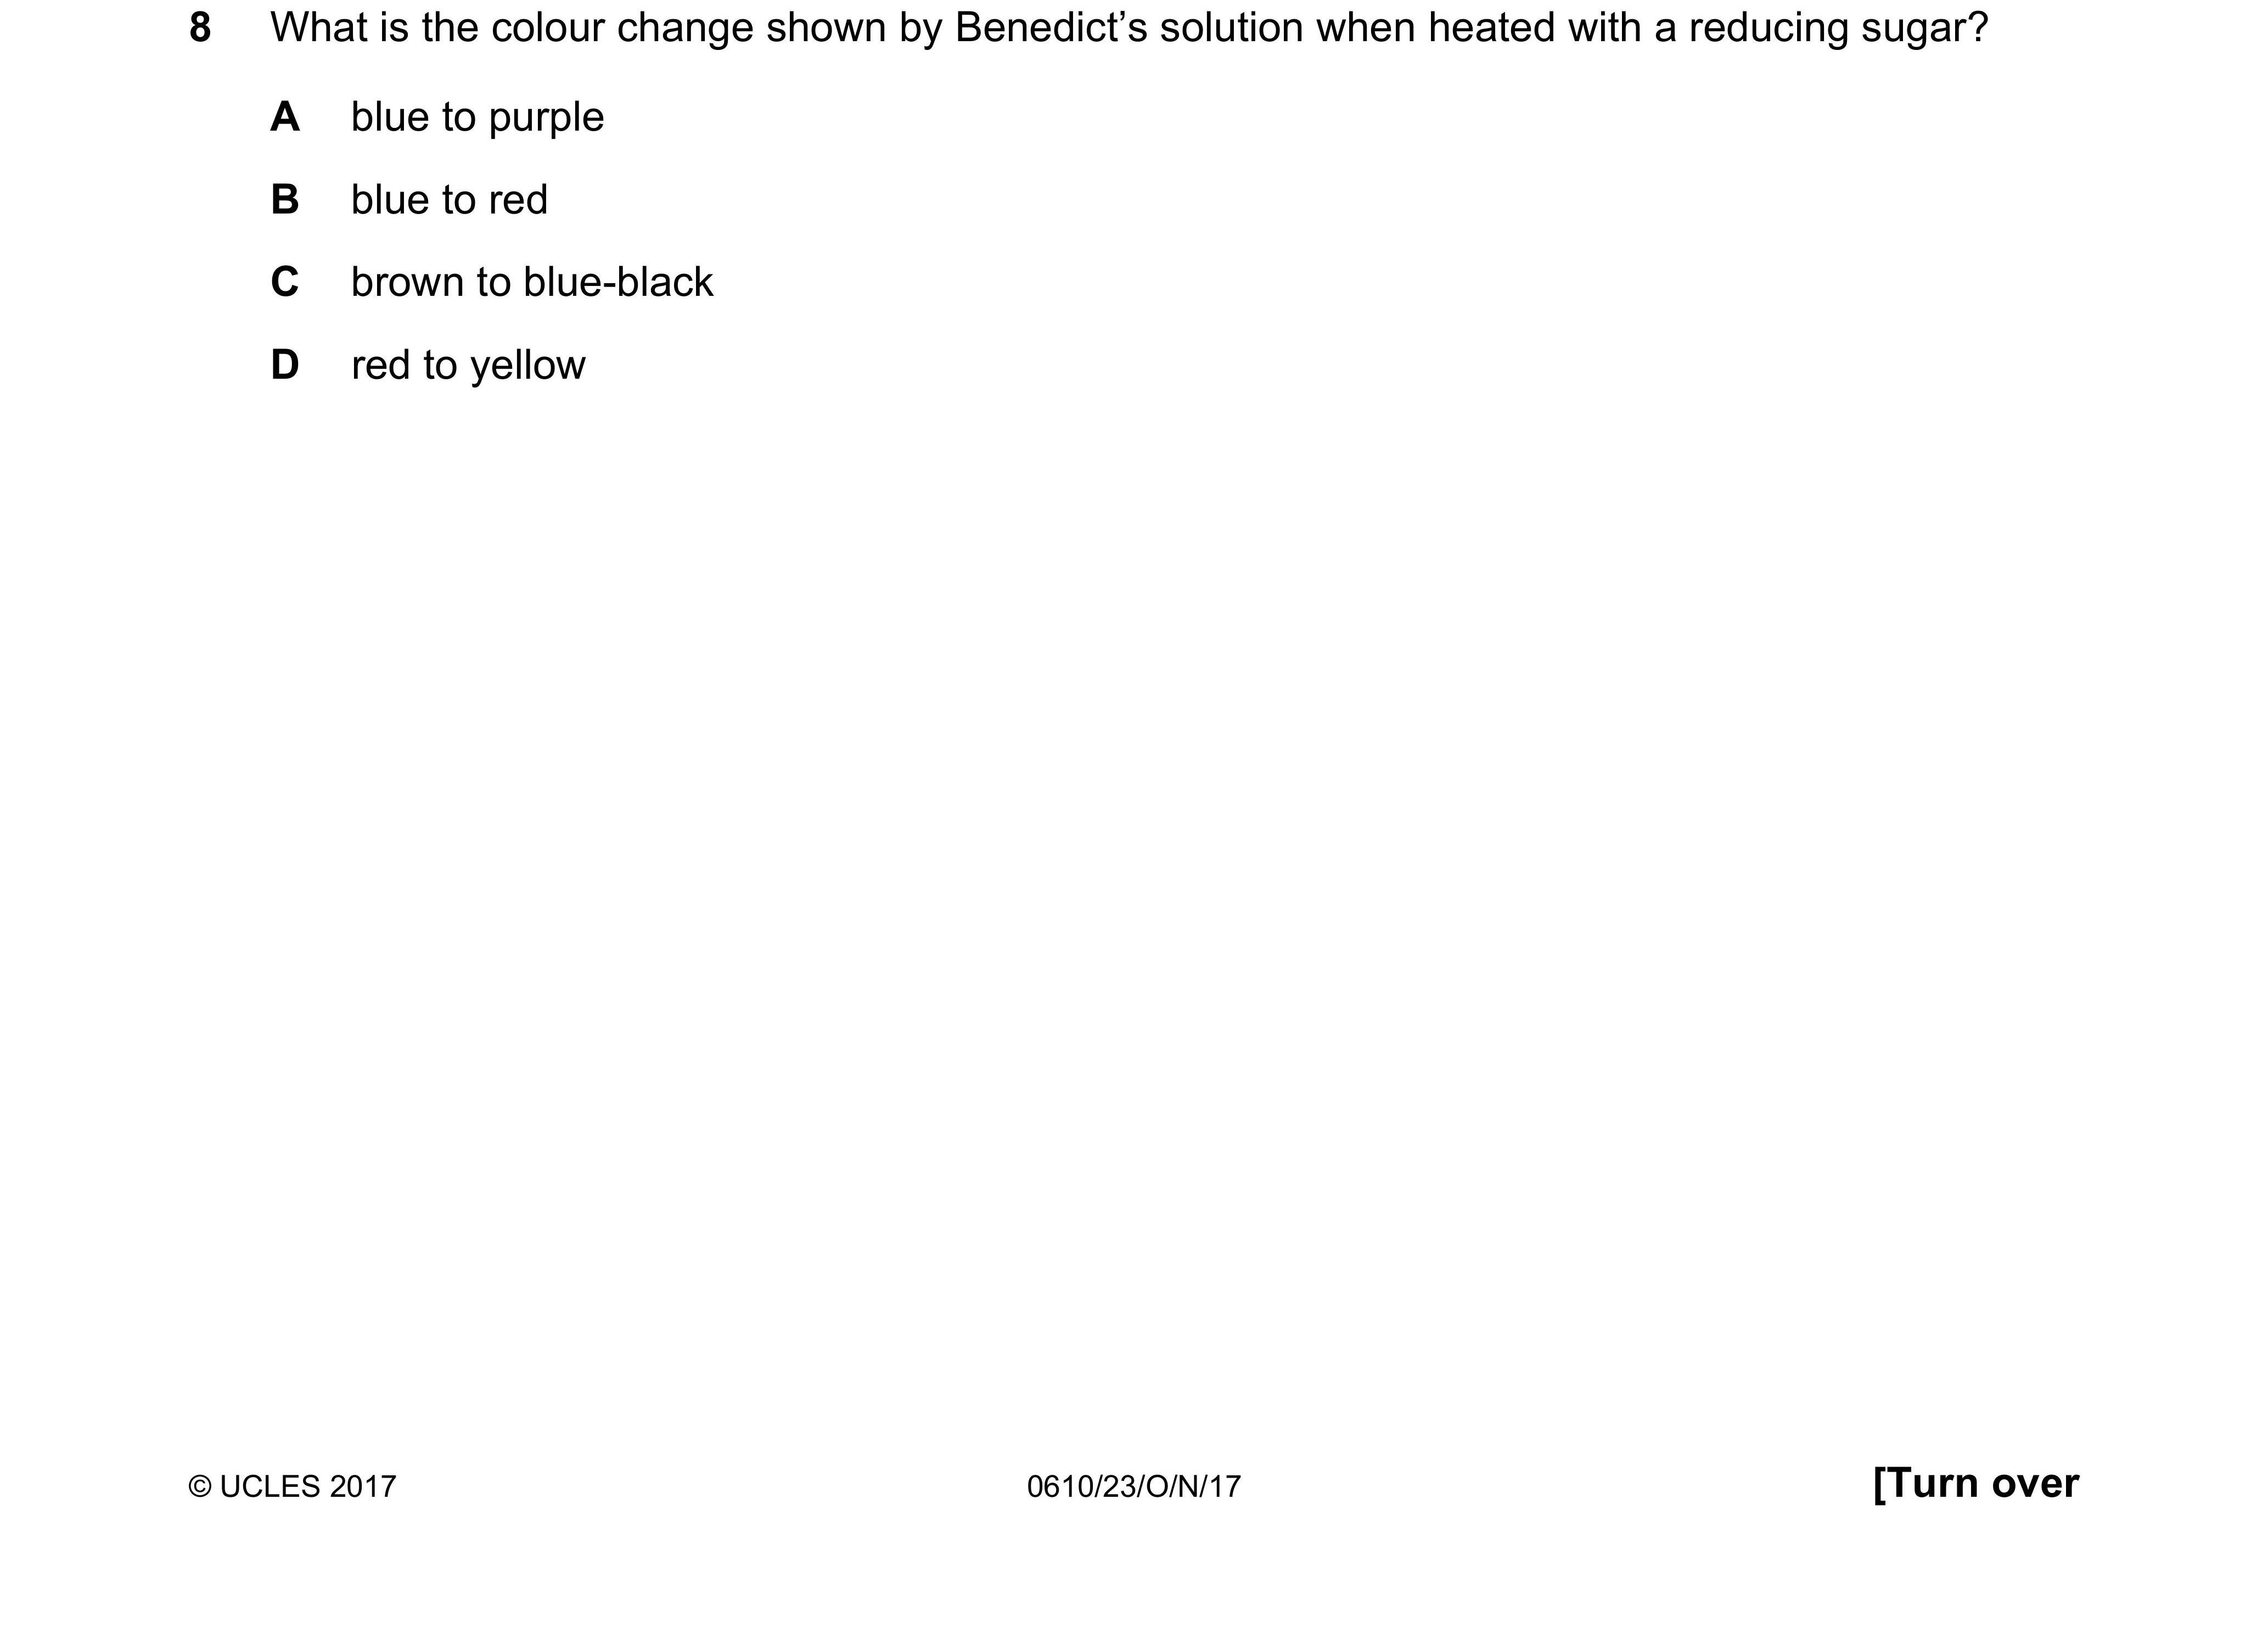 8 What is the colour change shown by Benedict’s solution when heated with a reducing sugar?
A blue to purple
B blue to red
C brown to blue-black
D red to yellow
© UCLES 2017 0610/23/O/N/17 [Turn over